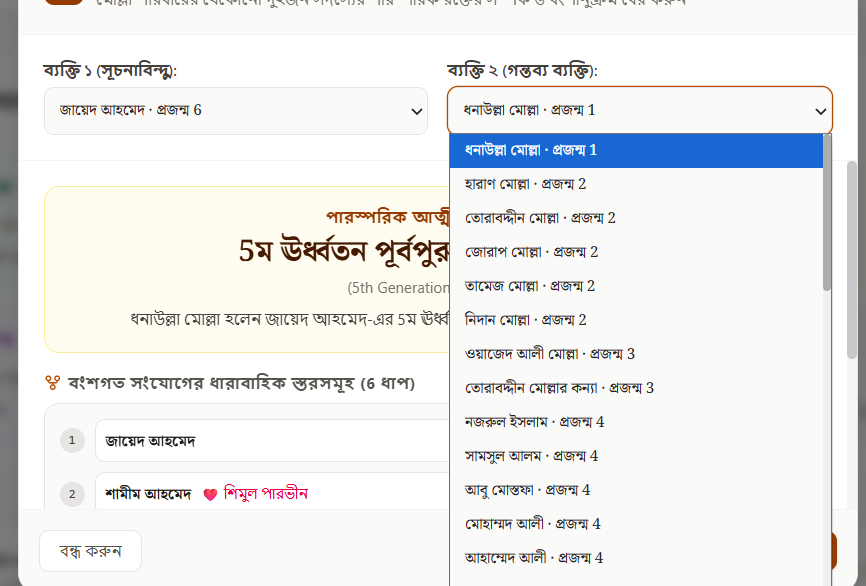 ব্যক্তি ১ (সূচনাবিন্দু):
ব্যক্তি ২ (গন্তব্য ব্যক্তি):
জায়েদ আহমেদ · প্রজন্ম 6
ধনাউল্লা মোল্লা · প্রজন্ম 1
ধনাউল্লা মোল্লা · প্রজন্ম 1
হারাণ মোল্লা · প্রজন্ম 2
তোরাবদ্দীন মোল্লা · প্রজন্ম 2
জোরাপ মোল্লা · প্রজন্ম 2
তামেজ মোল্লা · প্রজন্ম 2
নিদান মোল্লা · প্রজন্ম 2
ওয়াজেদ আলী মোল্লা · প্রজন্ম 3
তোরাবদ্দীন মোল্লার কন্যা · প্রজন্ম 3
নজরুল ইসলাম · প্রজন্ম 4
সামসুল আলম · প্রজন্ম 4
আবু মোস্তফা · প্রজন্ম 4
মোহাম্মদ আলী · প্রজন্ম 4
আহাম্মেদ আলী · প্রজন্ম 4
পারস্পরিক
5ম ঊর্ধ্বতন
(5th Generation
ধনাউল্লা মোল্লা হলেন জায়েদ আহমেদ-এর 5ম
বংশগত সংযোগের ধারাবাহিক স্তরসমূহ (6 ধাপ)
1 জায়েদ আহমেদ
2 শামীম আহমেদ শিমুল পারভীন
বন্ধ করুন